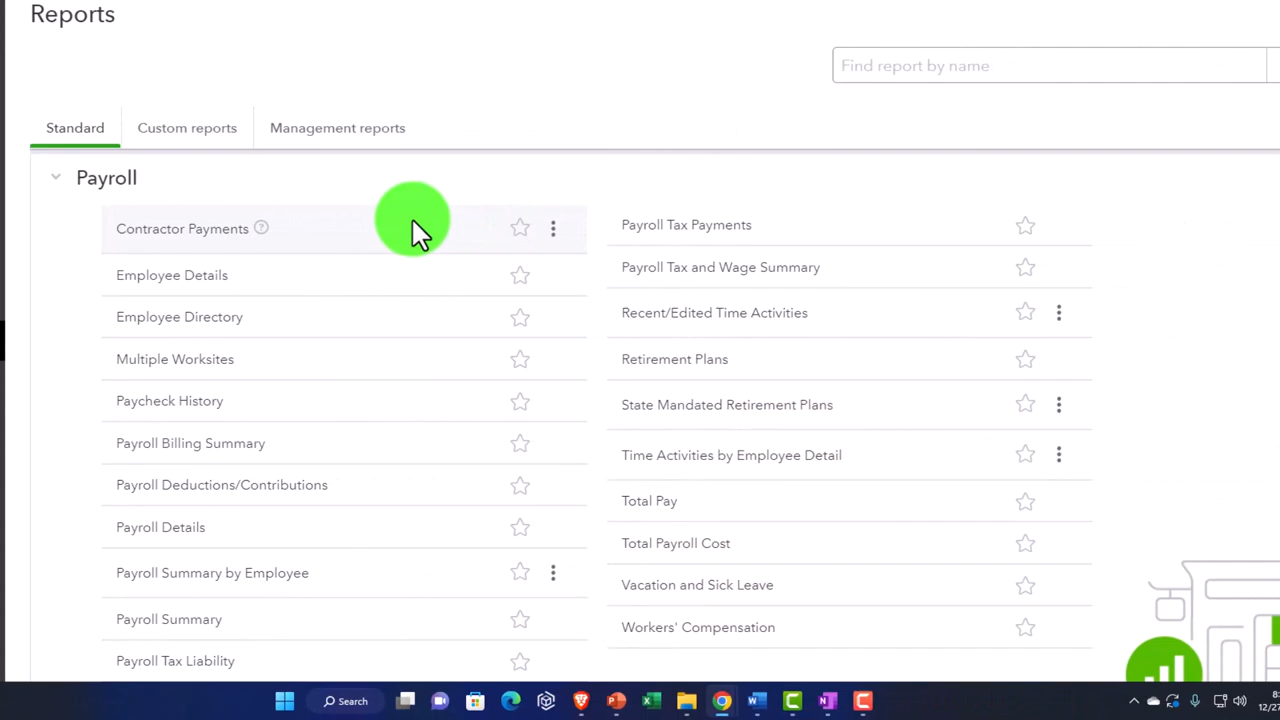 Reports
Find report by name
Standard
Custom reports
Management reports
Payroll
Contractor Payments ?
Employee Details
Employee Directory
Multiple Worksites
Paycheck History
Payroll Billing Summary
Payroll Deductions/Contributions
Payroll Details
Payroll Summary by Employee
Payroll Summary
Payroll Tax Liability
Payroll Tax Payments
Payroll Tax and Wage Summary
Recent/Edited Time Activities
Retirement Plans
State Mandated Retirement Plans
Time Activities by Employee Detail
Total Pay
Total Payroll Cost
Vacation and Sick Leave
Workers' Compensation
Search
12/27